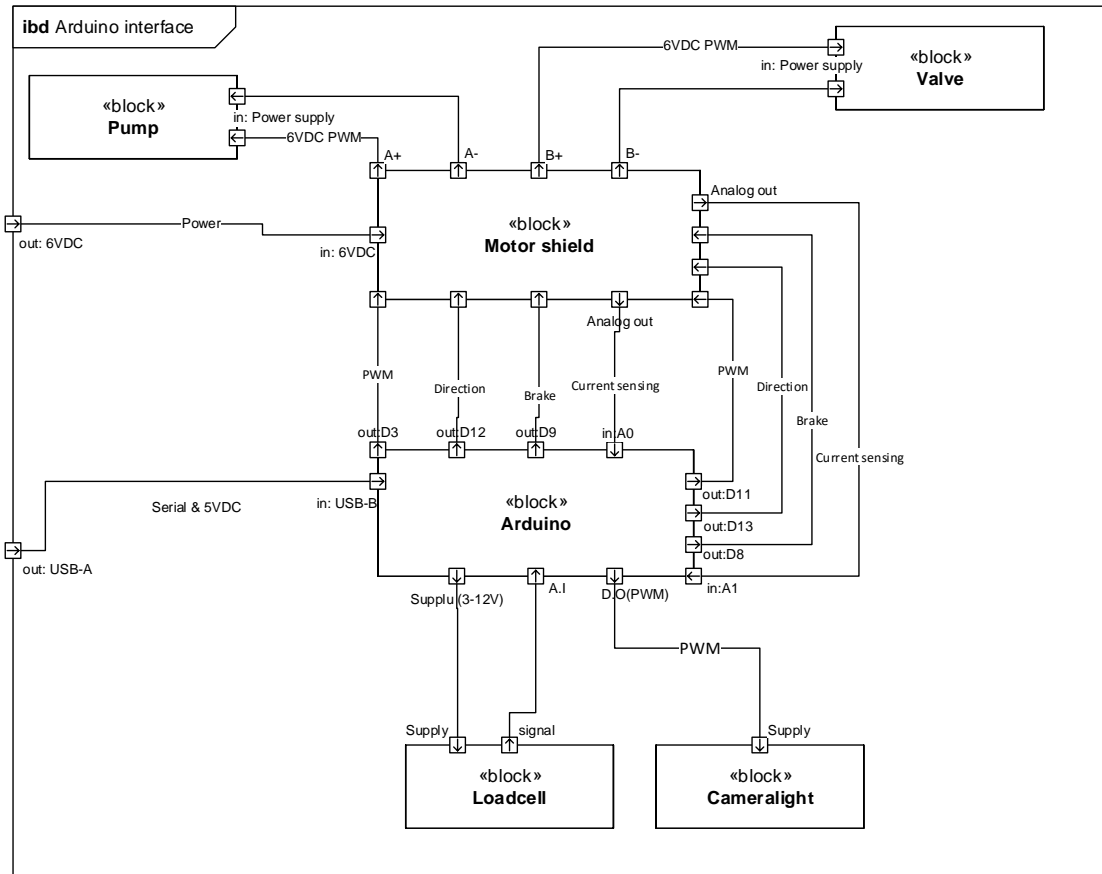 ibd Arduino interface
6VDC PWM
«block»
Valve
in: Power supply
«block»
Pump
in: Power supply
6VDC PWM
A+
A-
B+
B-
Analog out
Power
«block»
Motor shield
out: 6VDC
in: 6VDC
Analog out
PWM
Direction
Brake
Current sensing
PWM
Direction
Brake
Current sensing
out:D3
out:D12
out:D9
in:A0
Serial & 5VDC
in: USB-B
«block»
Arduino
out:D11
out:D13
out:D8
out: USB-A
Supplu (3-12V)
A.I
D.O(PWM)
in:A1
PWM
Supply
signal
Supply
«block»
Loadcell
«block»
Cameralight